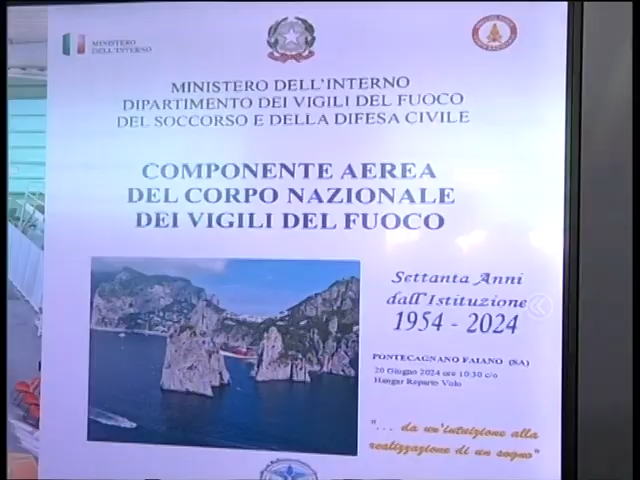 MINISTERO
DELL'INTERNO
MINISTERO DELL'INTERNO
DIPARTIMENTO DEI VIGILI DEL FUOCO
DEL SOCCORSO E DELLA DIFESA CIVILE
COMPONENTE AEREA
DEL CORPO NAZIONALE
DEI VIGILI DEL FUOCO
Settanta Anni
dall'Istituzione
1954 - 2024
PONTECAGNANO FAIANO (SA)
20 Giugno 2024 ore 10:30 c/o
Hangar Reparto Volo
"... da un'intuizione alla
realizzazione di un sogno"